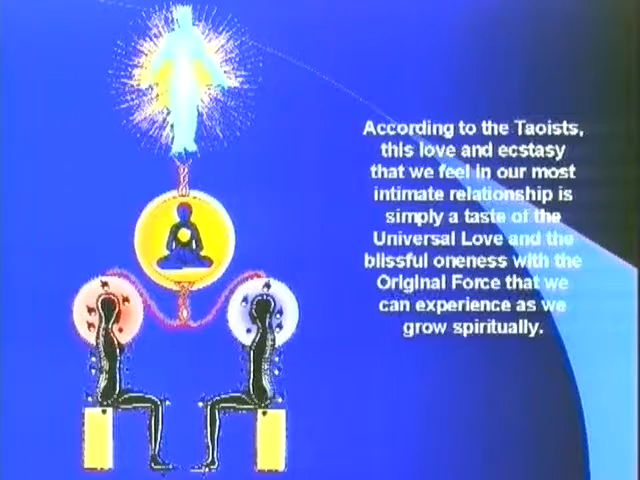 According to the Taoists,
this love and ecstasy
that we feel in our most
intimate relationship is
simply a taste of the
Universal Love and the
blissful oneness with the
Original Force that we
can experience as we
grow spiritually.